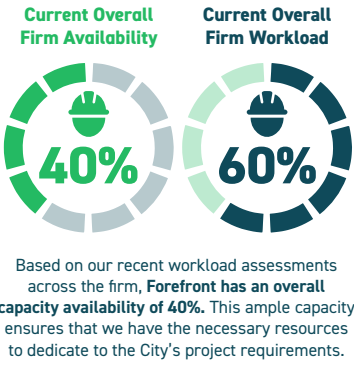 Current Overall
Firm Availability
40%
Current Overall
Firm Workload
60%
Based on our recent workload assessments
across the firm, Forefront has an overall
capacity availability of 40%. This ample capacity
ensures that we have the necessary resources
to dedicate to the City's project requirements.